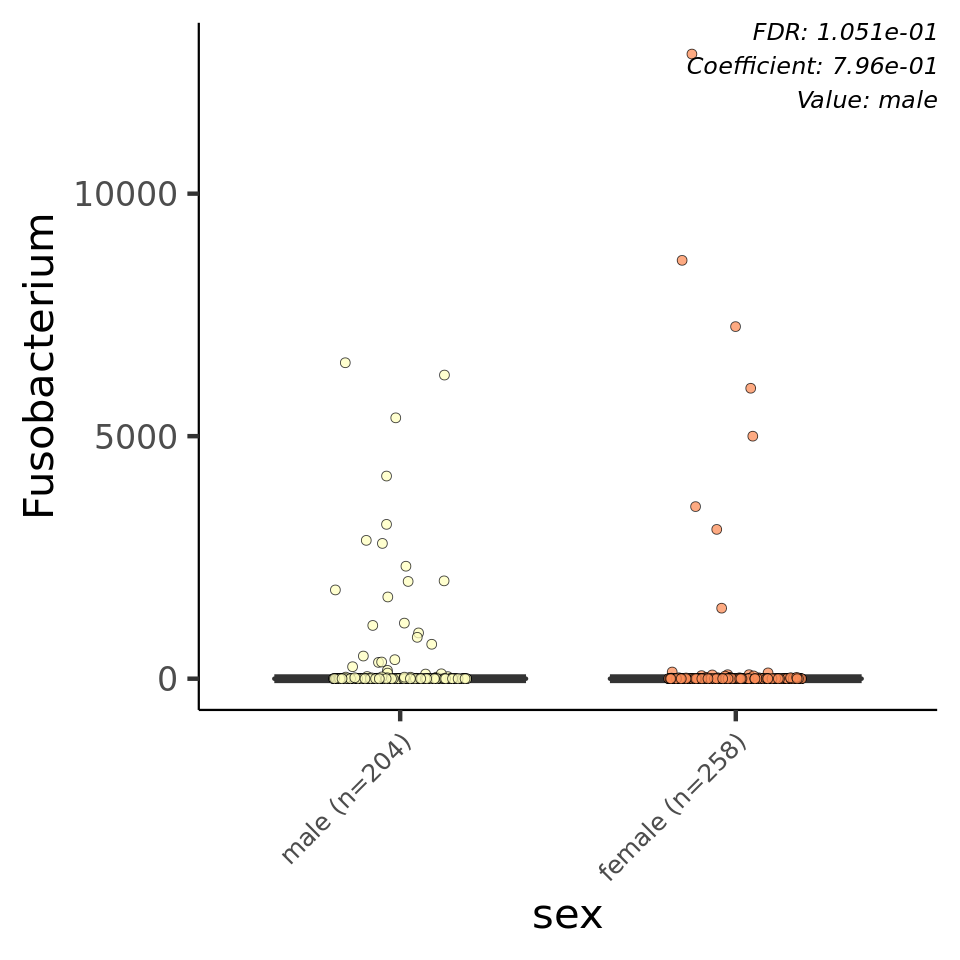 FDR: 1.051e-01
Coefficient: 7.96e-01
Value: male
10000
5000
0
Fusobacterium
male (n=204)
female (n=258)
sex